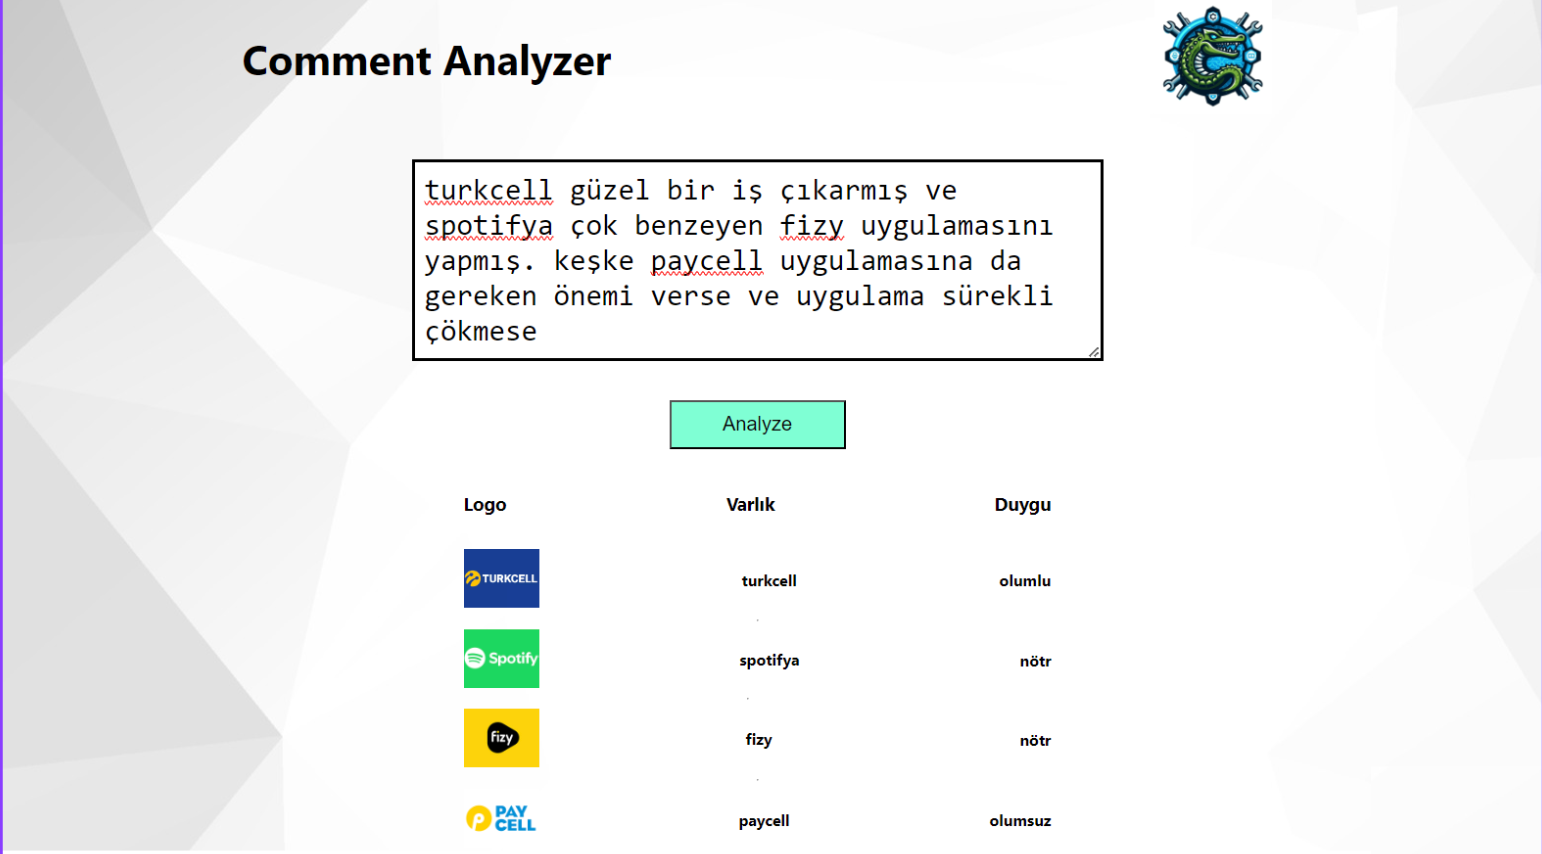 Comment Analyzer
turkcell güzel bir iş çıkarmış ve
spotifya çok benzeyen fizy uygulamasını
yapmış. keşke paycell uygulamasına da
gereken önemi verse ve uygulama sürekli
çökmese
Analyze
Logo Varlık Duygu
TURKCELL turkcell olumlu
Spotify spotifya nötr
fizy fizy nötr
PAY
CELL paycell olumsuz